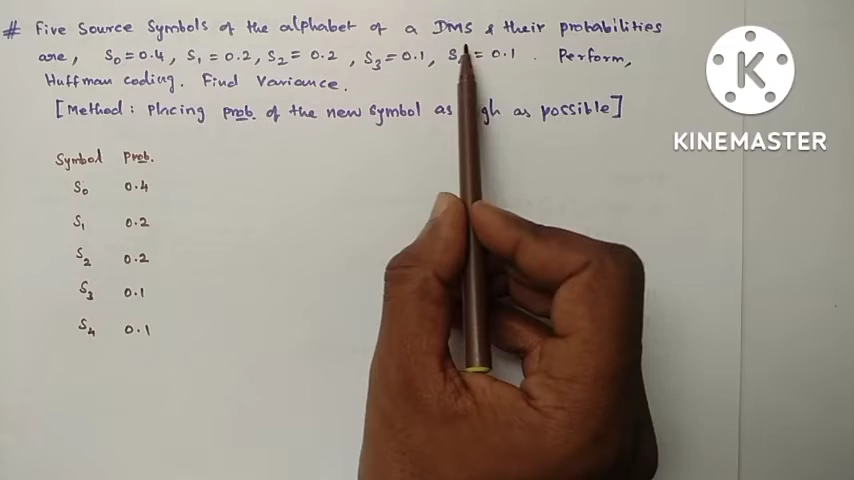 # Five Source Symbols of the alphabet of a DMS & their probabilities
are, S0 = 0.4, S1 = 0.2, S2 = 0.2, S3 = 0.1, = 0.1. Perform,
Huffman coding. Find Variance.
[Method: Placing prob. of the new symbol as as possible]
K
KINEMASTER
Symbol Prob.
S0 0.4
S1 0.2
S2 0.2
S3 0.1
S4 0.1